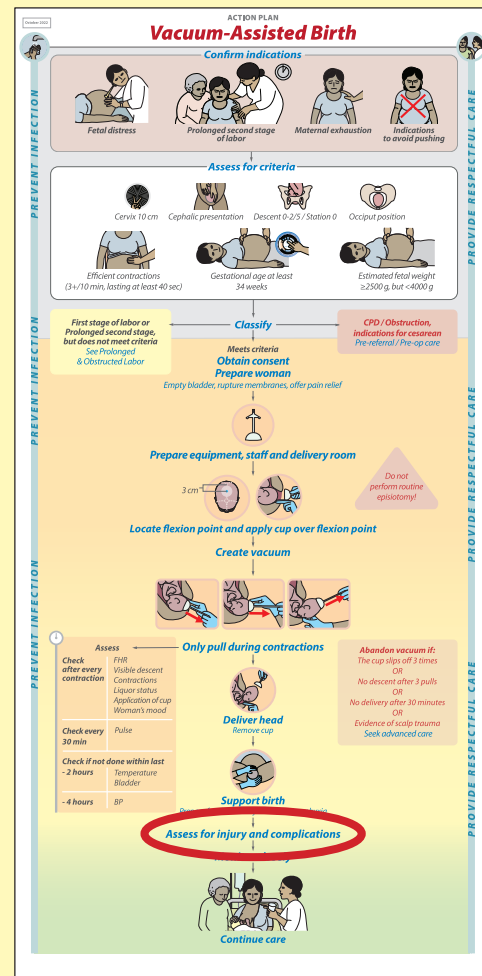 October 2020
ACTION PLAN
Vacuum-Assisted Birth
PREVENT INFECTION
PROVIDE RESPECTFUL CARE
Confirm indications
Fetal distress
Prolonged second stage
of labor
Maternal exhaustion
Indications
to avoid pushing
Assess for criteria
Cervix 10 cm
Cephalic presentation
Descent 0-2/5 / Station 0
Occiput position
Efficient contractions
(3+/10 min, lasting at least 40 sec)
Gestational age at least
34 weeks
Estimated fetal weight
≥2500 g, but <4000 g
First stage of labor or
Prolonged second stage,
but does not meet criteria
See Prolonged
& Obstructed Labor
Classify
CPD / Obstruction,
indications for cesarean
Pre-referral / Pre-op care
PREVENT INFECTION
PROVIDE RESPECTFUL CARE
Meets criteria
Obtain consent
Prepare woman
Empty bladder, rupture membranes, offer pain relief
Prepare equipment, staff and delivery room
3 cm
Do not
perform routine
episiotomy!
Locate flexion point and apply cup over flexion point
Create vacuum
PREVENT INFECTION
PROVIDE RESPECTFUL CARE
Only pull during contractions
Assess
Check
after every
contraction
FHR
Visible descent
Contractions
Liquor status
Application of cup
Woman's mood
Check every
30 min
Pulse
Check if not done within last
- 2 hours
Temperature
Bladder
- 4 hours
BP
Abandon vacuum if:
The cup slips off 3 times
OR
No descent after 3 pulls
OR
No delivery after 30 minutes
OR
Evidence of scalp trauma
Seek advanced care
Deliver head
Remove cup
Support birth
Assess for injury and complications
Continue care